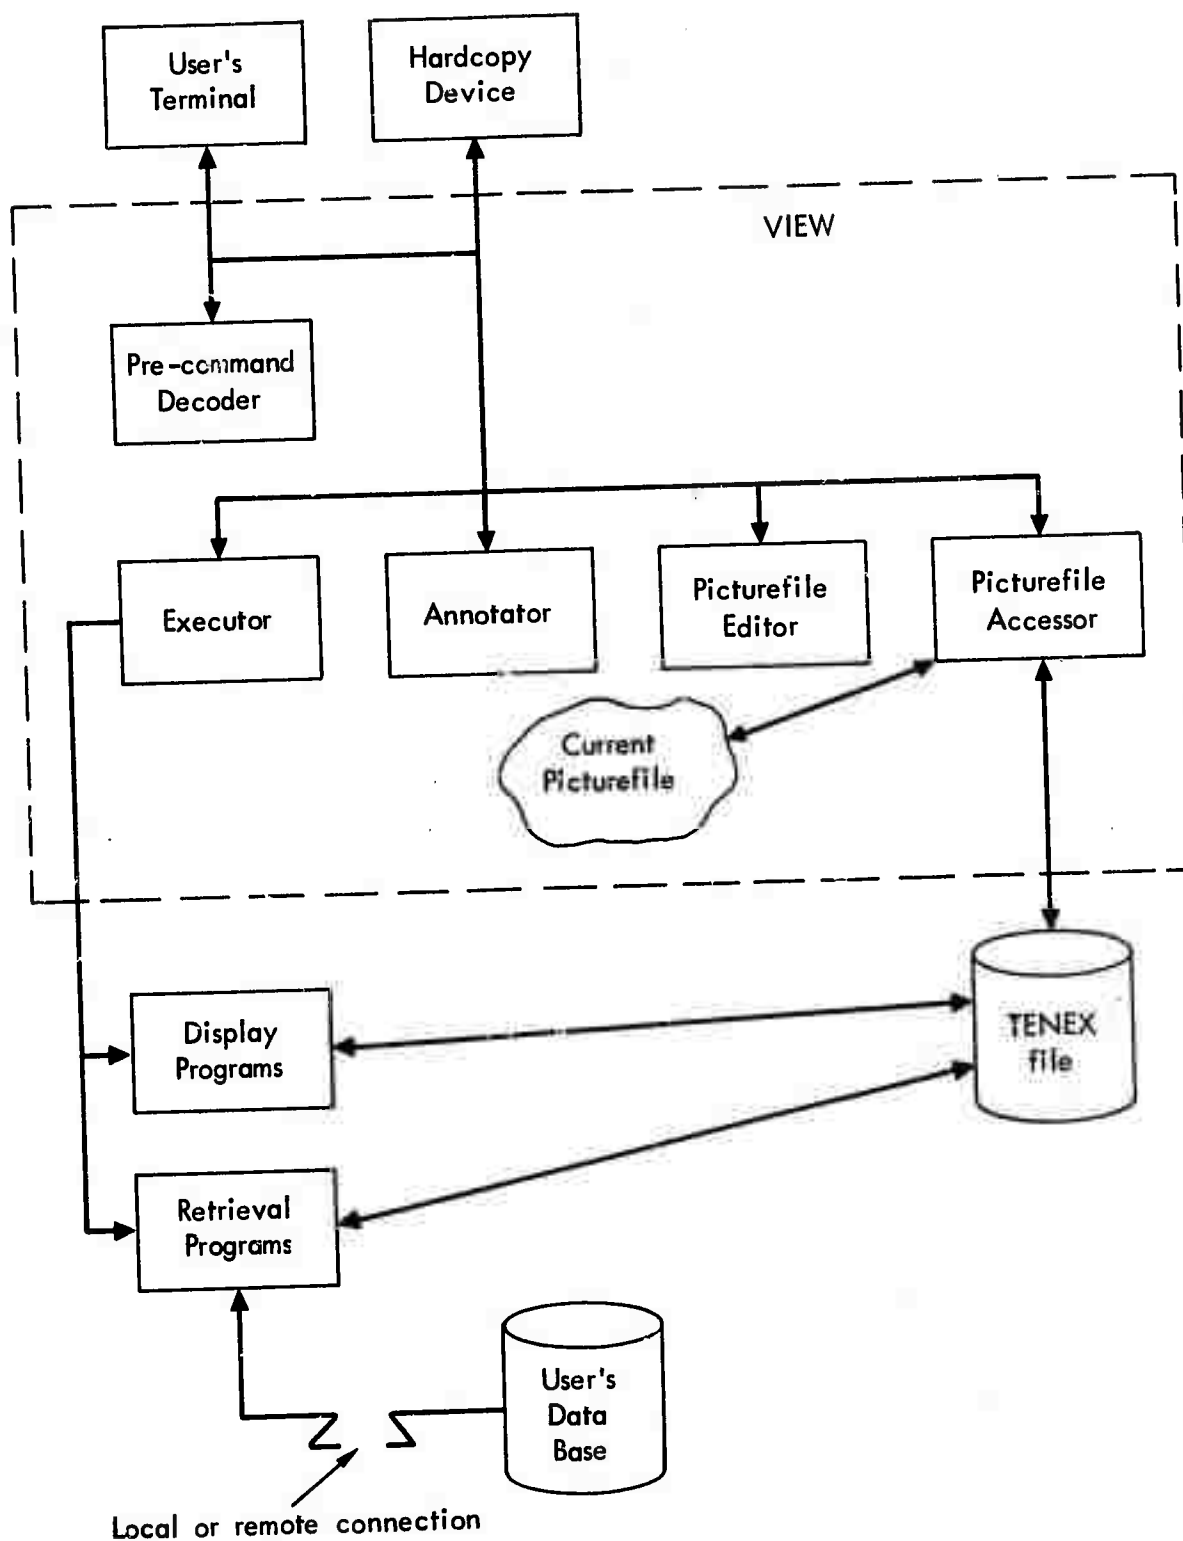 User's
Terminal
Hardcopy
Device
VIEW
Pre-command
Decoder
Executor
Annotator
Picturefile
Editor
Picturefile
Accessor
Current
Picturefile
Display
Programs
TENEX
file
Retrieval
Programs
User's
Data
Base
Local or remote connection